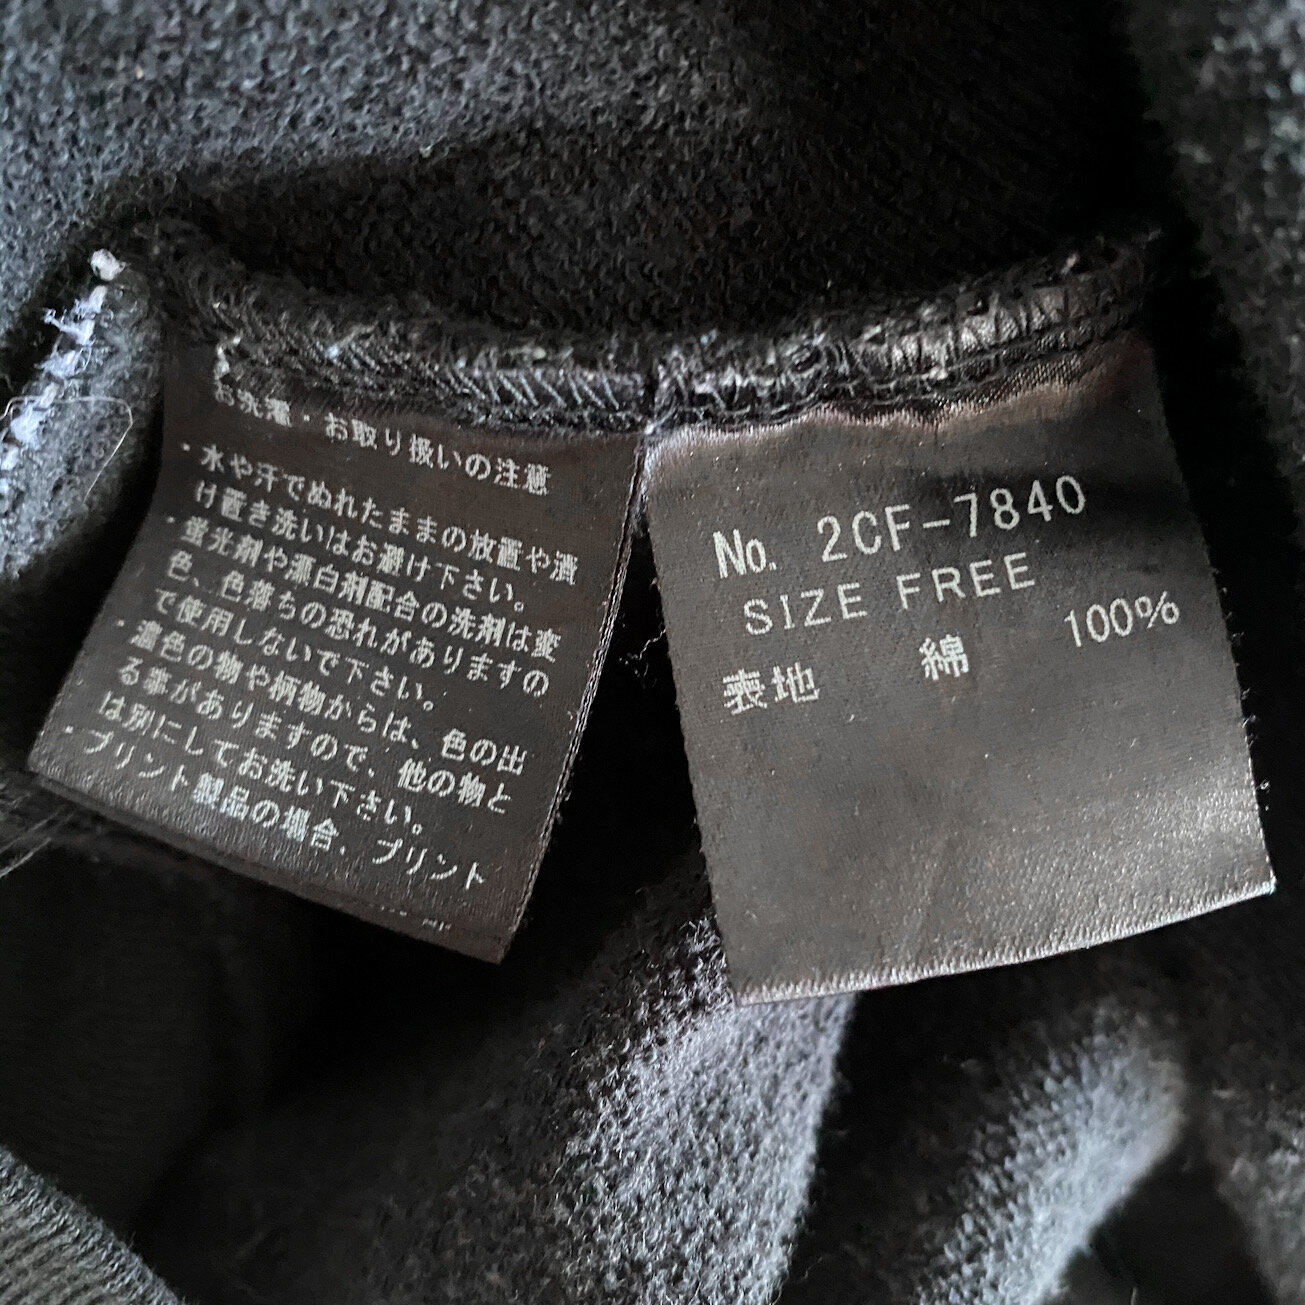 お洗濯・お取り扱いの注意
・水や汗でぬれたままの放置や漬
け置き洗いはお避け下さい。
・蛍光剤や漂白剤配合の洗剤は変
色、色落ちの恐れがありますの
で使用しないで下さい。
・濃色の物や柄物からは、色の出
る事がありますので、他の物と
は別にしてお洗い下さい。
・プリント製品の場合、プリント
No. 2CF-7840
SIZE FREE
表地 綿 100%